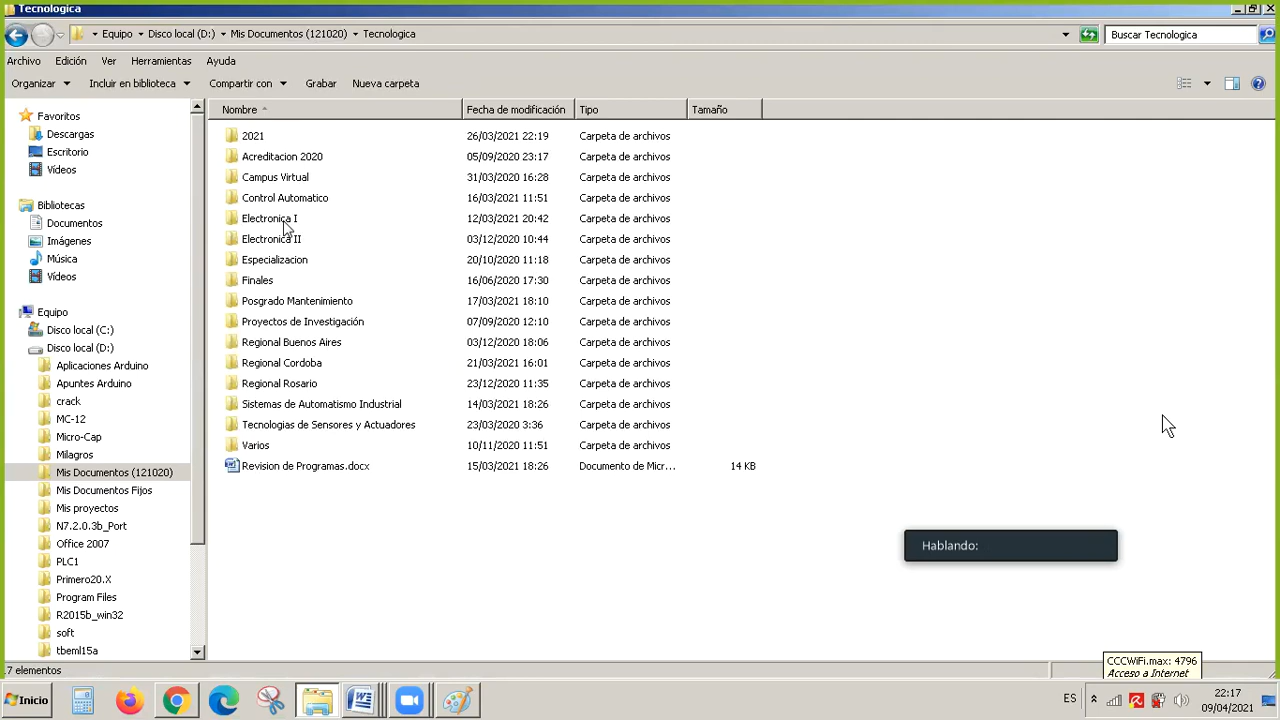 Tecnologica
Equipo Disco local (D:) Mis Documentos (121020) Tecnologica
Buscar Tecnologica
Archivo Edición Ver Herramientas Ayuda
Organizar Incluir en biblioteca Compartir con Grabar Nueva carpeta
Favoritos
Descargas
Escritorio
Vídeos
Bibliotecas
Documentos
Imágenes
Música
Vídeos
Equipo
Disco local (C:)
Disco local (D:)
Aplicaciones Arduino
Apuntes Arduino
crack
MC-12
Micro-Cap
Milagros
Mis Documentos (121020)
Mis Documentos Fijos
Mis proyectos
N7.2.0.3b_Port
Office 2007
PLC1
Primero20.X
Program Files
R2015b_win32
soft
tbeml15a
Nombre Fecha de modificación Tipo Tamaño
2021 26/03/2021 22:19 Carpeta de archivos
Acreditacion 2020 05/09/2020 23:17 Carpeta de archivos
Campus Virtual 31/03/2020 16:28 Carpeta de archivos
Control Automatico 16/03/2021 11:51 Carpeta de archivos
Electronica I 12/03/2021 20:42 Carpeta de archivos
Electronica II 03/12/2020 10:44 Carpeta de archivos
Especializacion 20/10/2020 11:18 Carpeta de archivos
Finales 16/06/2020 17:30 Carpeta de archivos
Posgrado Mantenimiento 17/03/2021 18:10 Carpeta de archivos
Proyectos de Investigación 07/09/2020 12:10 Carpeta de archivos
Regional Buenos Aires 03/12/2020 18:06 Carpeta de archivos
Regional Cordoba 21/03/2021 16:01 Carpeta de archivos
Regional Rosario 23/12/2020 11:35 Carpeta de archivos
Sistemas de Automatismo Industrial 14/03/2021 18:26 Carpeta de archivos
Tecnologias de Sensores y Actuadores 23/03/2020 3:36 Carpeta de archivos
Varios 10/11/2020 11:51 Carpeta de archivos
Revision de Programas.docx 15/03/2021 18:26 Documento de Micr... 14 KB
Hablando:
7 elementos
CCCWiFi.max: 4796
Acceso a Internet
Inicio
ES
22:17
09/04/2021